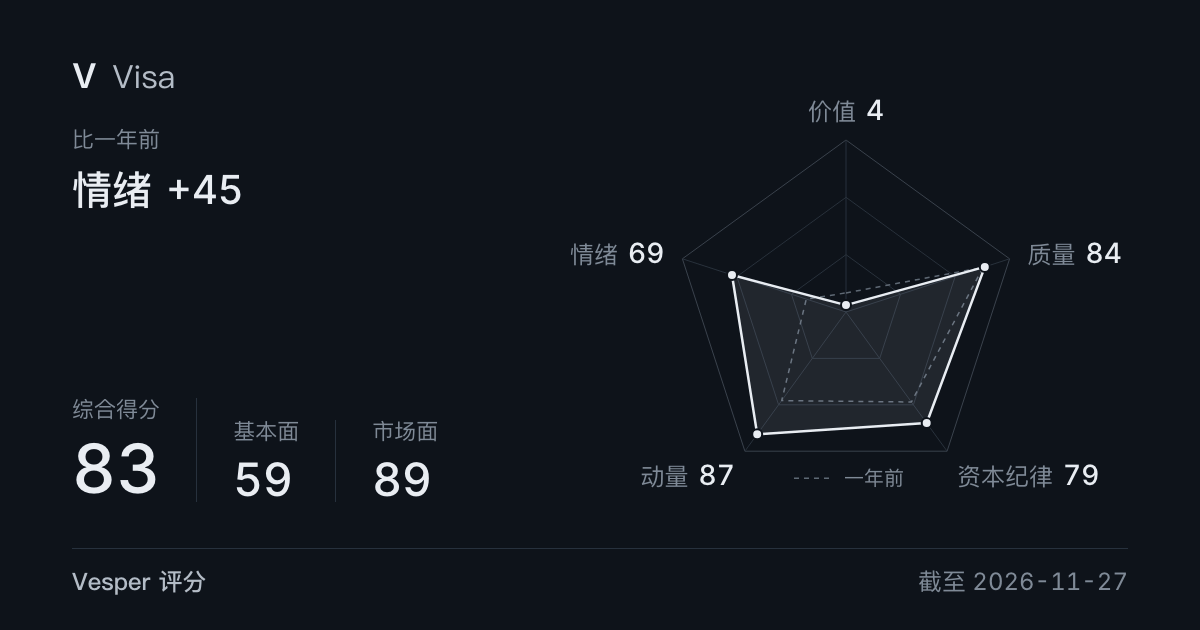 V Visa
比一年前
情绪 +45
价值 4
情绪 69
质量 84
动量 87
一年前
资本纪律 79
综合得分
83
基本面
59
市场面
89
Vesper 评分
截至 2026-11-27